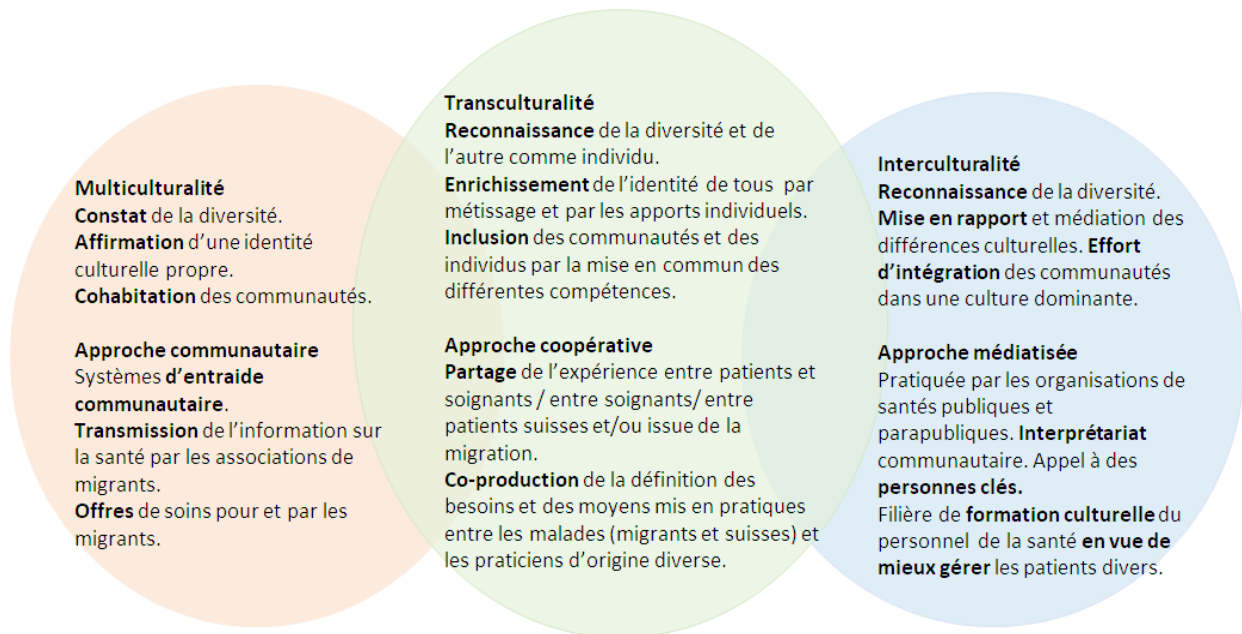 Multiculturalité
Constat de la diversité.
Affirmation d’une identité
culturelle propre.
Cohabitation des communautés.
Approche communautaire
Systèmes d’entraide
communautaire.
Transmission de l’information sur
la santé par les associations de
migrants.
Offres de soins pour et par les
migrants.
Transculturalité
Reconnaissance de la diversité et de
l’autre comme individu.
Enrichissement de l’identité de tous par
métissage et par les apports individuels.
Inclusion des communautés et des
individus par la mise en commun des
différentes compétences.
Approche coopérative
Partage de l’expérience entre patients et
soignants / entre soignants/ entre
patients suisses et/ou issue de la
migration.
Co-production de la définition des
besoins et des moyens mis en pratiques
entre les malades (migrants et suisses) et
les praticiens d’origine diverse.
Interculturalité
Reconnaissance de la diversité.
Mise en rapport et médiation des
différences culturelles. Effort
d’intégration des communautés
dans une culture dominante.
Approche médiatisée
Pratiquée par les organisations de
santés publiques et
parapubliques. Interprétariat
communautaire. Appel à des
personnes clés.
Filière de formation culturelle du
personnel de la santé en vue de
mieux gérer les patients divers.